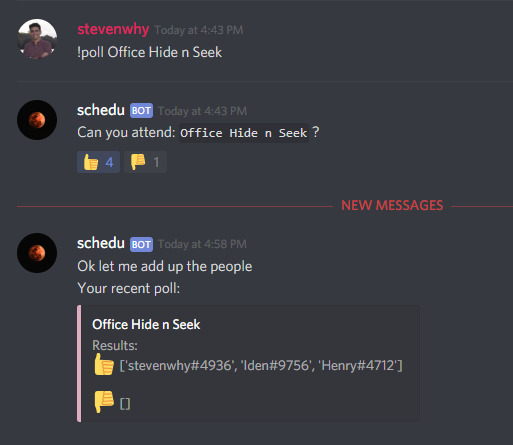 stevenwhy Today at 4:43 PM
!poll Office Hide n Seek
schedu BOT Today at 4:43 PM
Can you attend: Office Hide n Seek ?
👍 4 👎 1
NEW MESSAGES
schedu BOT Today at 4:58 PM
Ok let me add up the people
Your recent poll:
Office Hide n Seek
Results:
👍 ['stevenwhy#4936', 'Iden#9756', 'Henry#4712']
👎 []